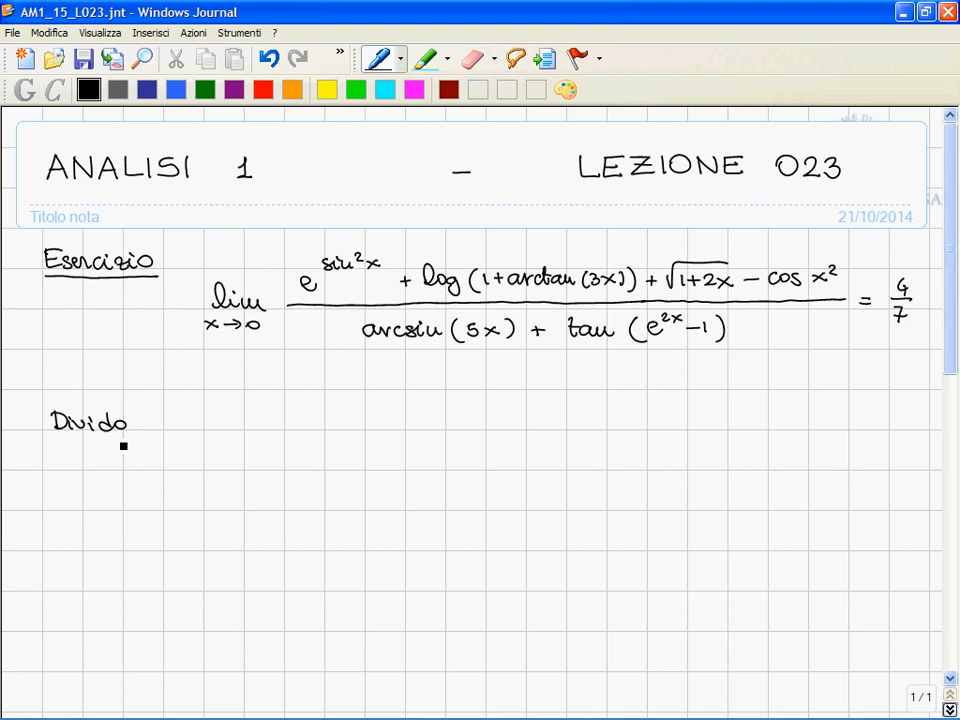 AM1_15_L023.jnt - Windows Journal
File Modifica Visualizza Inserisci Azioni Strumenti ?
G C
ANALISI 1 - LEZIONE 023
Titolo nota 21/10/2014
Esercizio
lim x→0 (e^(sin²x) + log(1+arctan(3x)) + √(1+2x) - cos x²) / (arcsin(5x) + tan(e^(2x)-1)) = 4/7
Divido
1 / 1